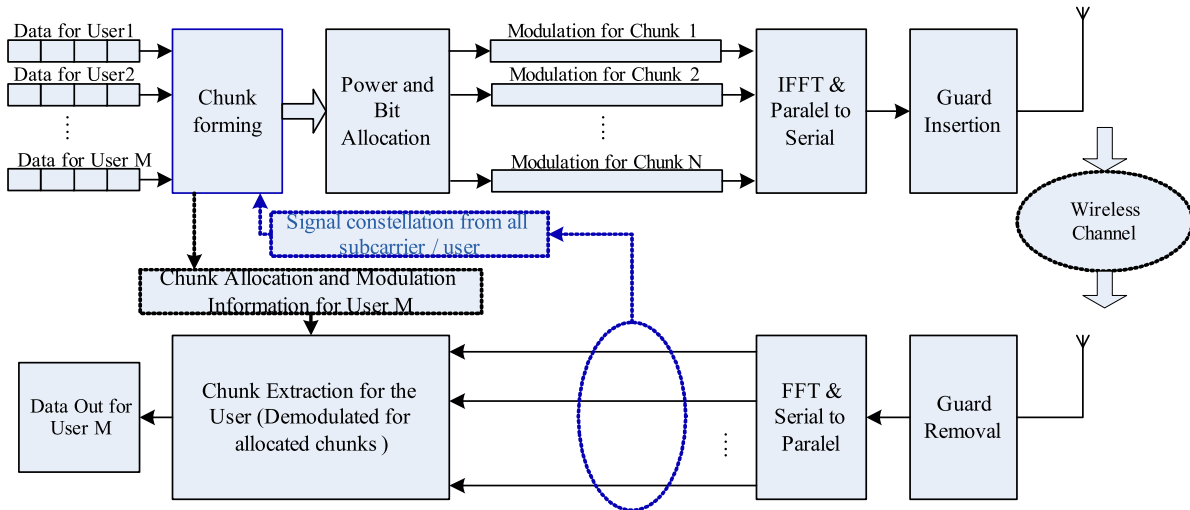 Data for User1
Data for User2
Data for User M
Chunk
forming
Power and
Bit
Allocation
Modulation for Chunk 1
Modulation for Chunk 2
Modulation for Chunk N
IFFT &
Paralel to
Serial
Guard
Insertion
Wireless
Channel
Signal constellation from all
subcarrier / user
Chunk Allocation and Modulation
Information for User M
Data Out for
User M
Chunk Extraction for the
User (Demodulated for
allocated chunks )
FFT &
Serial to
Paralel
Guard
Removal